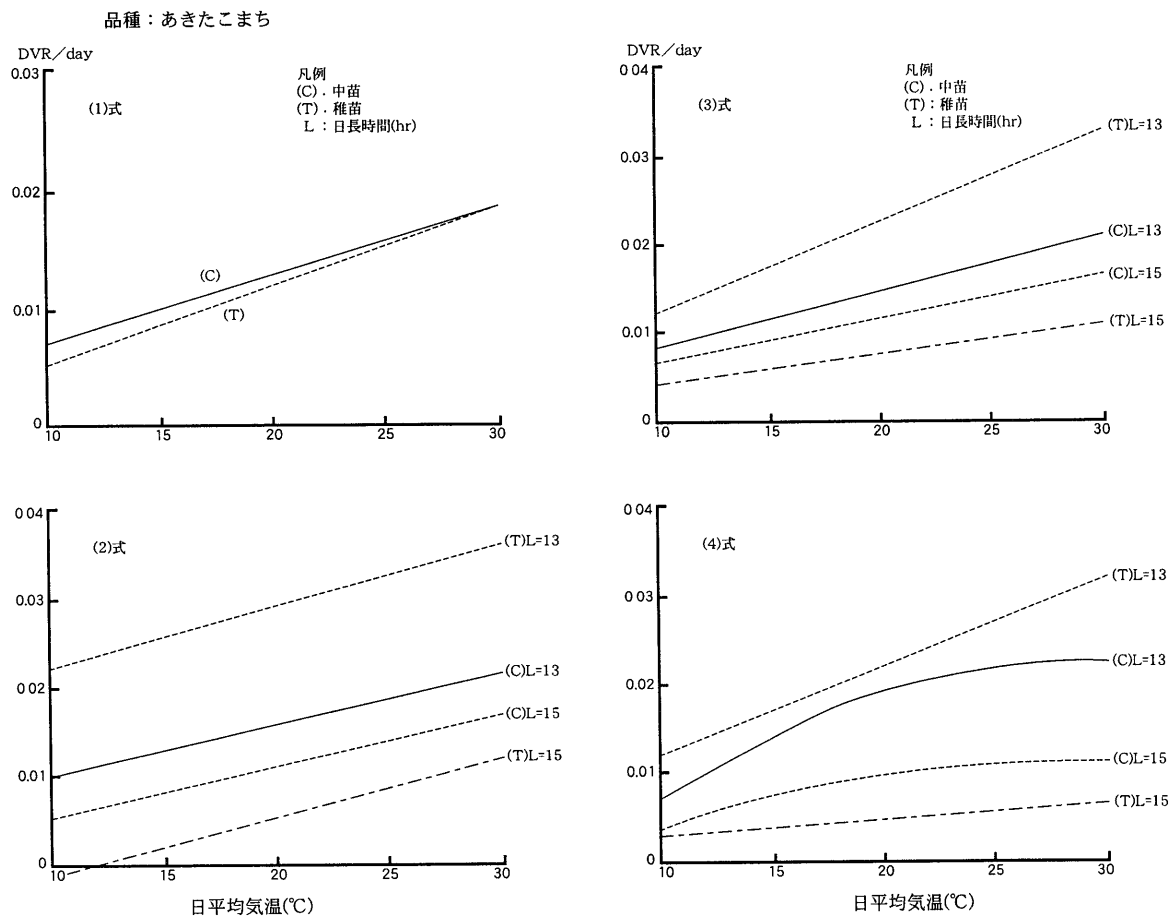 品種：あきたこまち
DVR／day
0.03
凡例
(C)．中苗
(T)．稚苗
L：日長時間(hr)
(1)式
0.02
(C)
(T)
0.01
0
10
15
20
25
30
DVR／day
0 04
凡例
(C)．中苗
(T)：稚苗
L：日長時間(hr)
(3)式
(T)L=13
0.03
(C)L=13
0 02
(C)L=15
(T)L=15
0.01
0
10
15
20
25
30
0 04
(2)式
(T)L=13
0.03
(C)L=13
0 02
(C)L=15
(T)L=15
0.01
0
10
15
20
25
30
日平均気温(℃)
0 04
(4)式
(T)L=13
0 03
(C)L=13
0.02
(C)L=15
0.01
(T)L=15
0
10
15
20
25
30
日平均気温(℃)